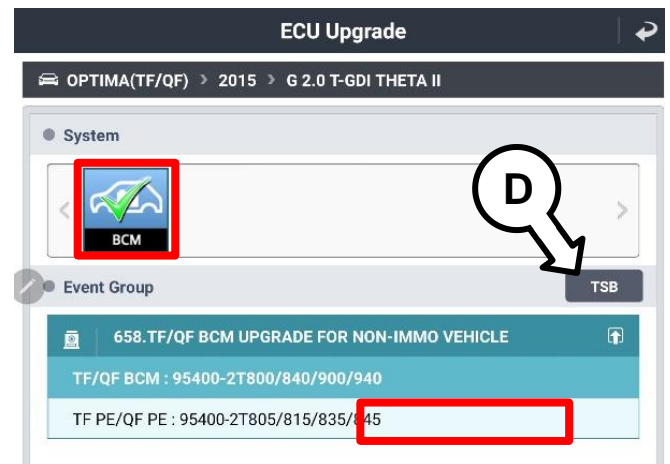 ECU Upgrade
OPTIMA(TF/QF) > 2015 > G 2.0 T-GDI THETA II
System
D
BCM
Event Group
TSB
658.TF/QF BCM UPGRADE FOR NON-IMMO VEHICLE
TF/QF BCM : 95400-2T800/840/900/940
TF PE/QF PE : 95400-2T805/815/835/845